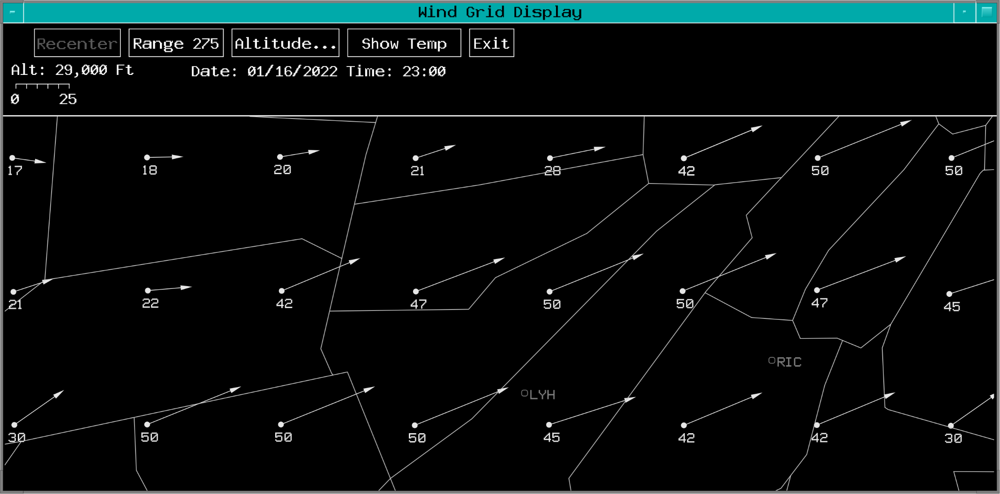 Wind Grid Display
Recenter Range 275 Altitude... Show Temp Exit
Alt: 29,000 Ft Date: 01/16/2022 Time: 23:00
0 25
17 18 20 21 28 42 50 50
21 22 42 47 50 50 47 45
RIC
LYH
30 50 50 50 45 42 42 30